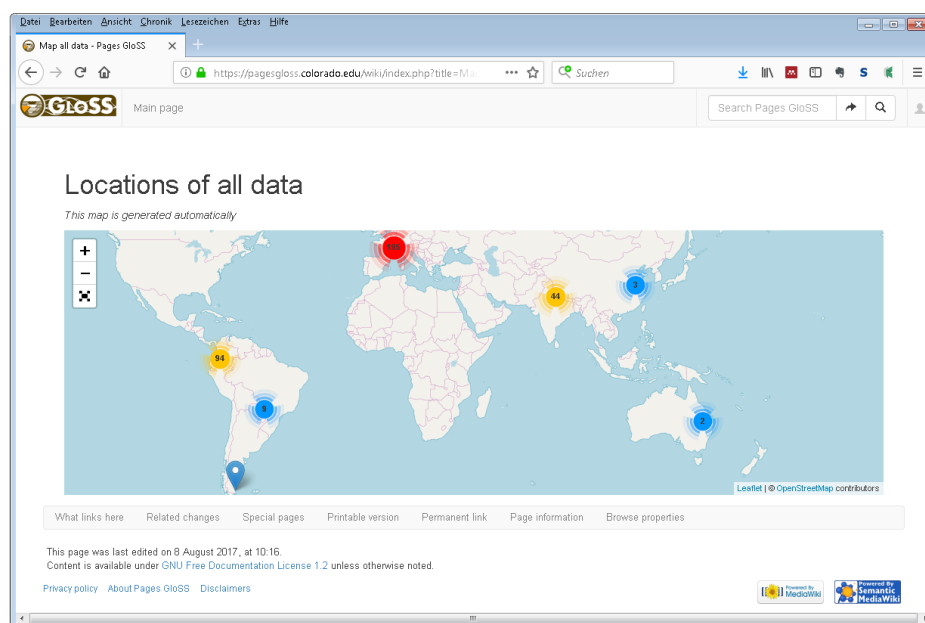 Datei Bearbeiten Ansicht Chronik Lesezeichen Extras Hilfe
Map all data - Pages GloSS
https://pagesgloss.colorado.edu/wiki/index.php?title=Ma
Suchen
GloSS
Main page
Search Pages GloSS
Locations of all data
This map is generated automatically
3
44
94
9
2
Leaflet | © OpenStreetMap contributors
What links here Related changes Special pages Printable version Permanent link Page information Browse properties
This page was last edited on 8 August 2017, at 10:16.
Content is available under GNU Free Documentation License 1.2 unless otherwise noted.
Privacy policy About Pages GloSS Disclaimers
Powered By
MediaWiki
Powered By
Semantic
MediaWiki